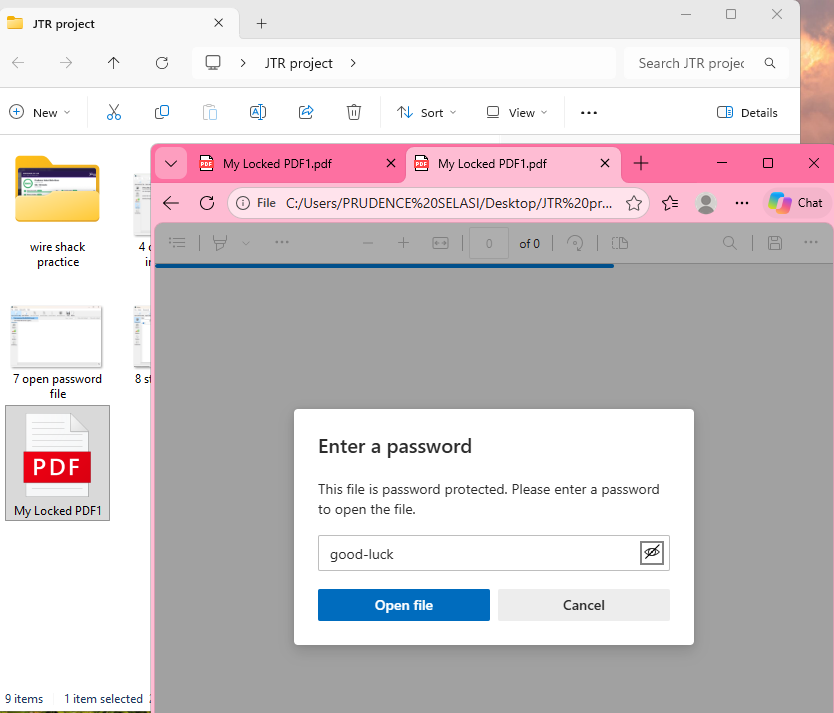 JTR project
JTR project
Search JTR projec
New
Sort
View
Details
wire shack
practice
4 o
in
7 open password
file
8 st
PDF
My Locked PDF1
9 items
1 item selected
My Locked PDF1.pdf
My Locked PDF1.pdf
File
C:/Users/PRUDENCE%20SELASI/Desktop/JTR%20pr...
Chat
0
of 0
Enter a password
This file is password protected. Please enter a password
to open the file.
good-luck
Open file
Cancel